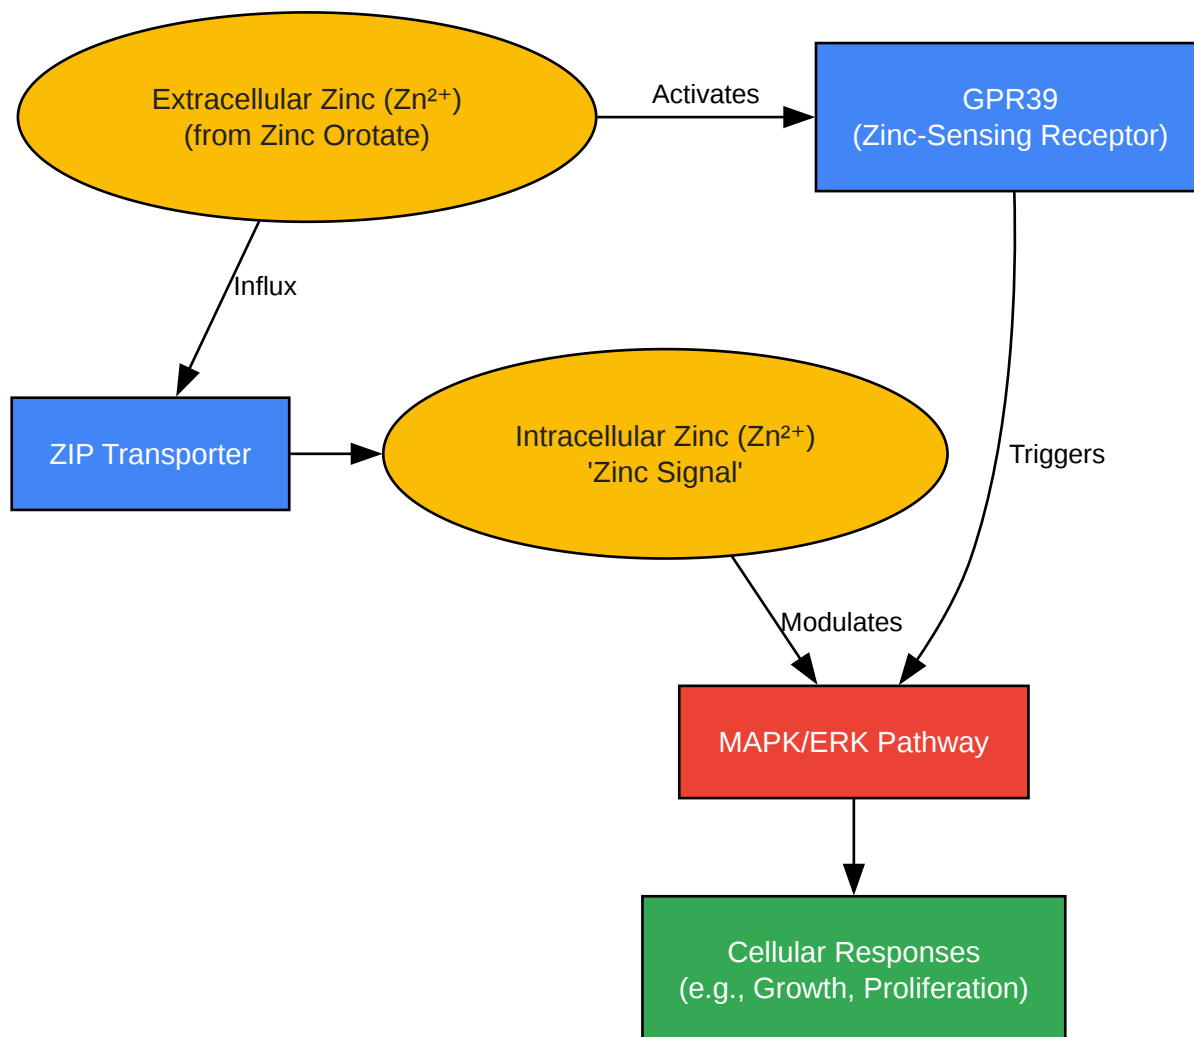 Extracellular Zinc (Zn²⁺)
(from Zinc Orotate)
Activates
GPR39
(Zinc-Sensing Receptor)
Influx
ZIP Transporter
Intracellular Zinc (Zn²⁺)
'Zinc Signal'
Triggers
Modulates
MAPK/ERK Pathway
Cellular Responses
(e.g., Growth, Proliferation)